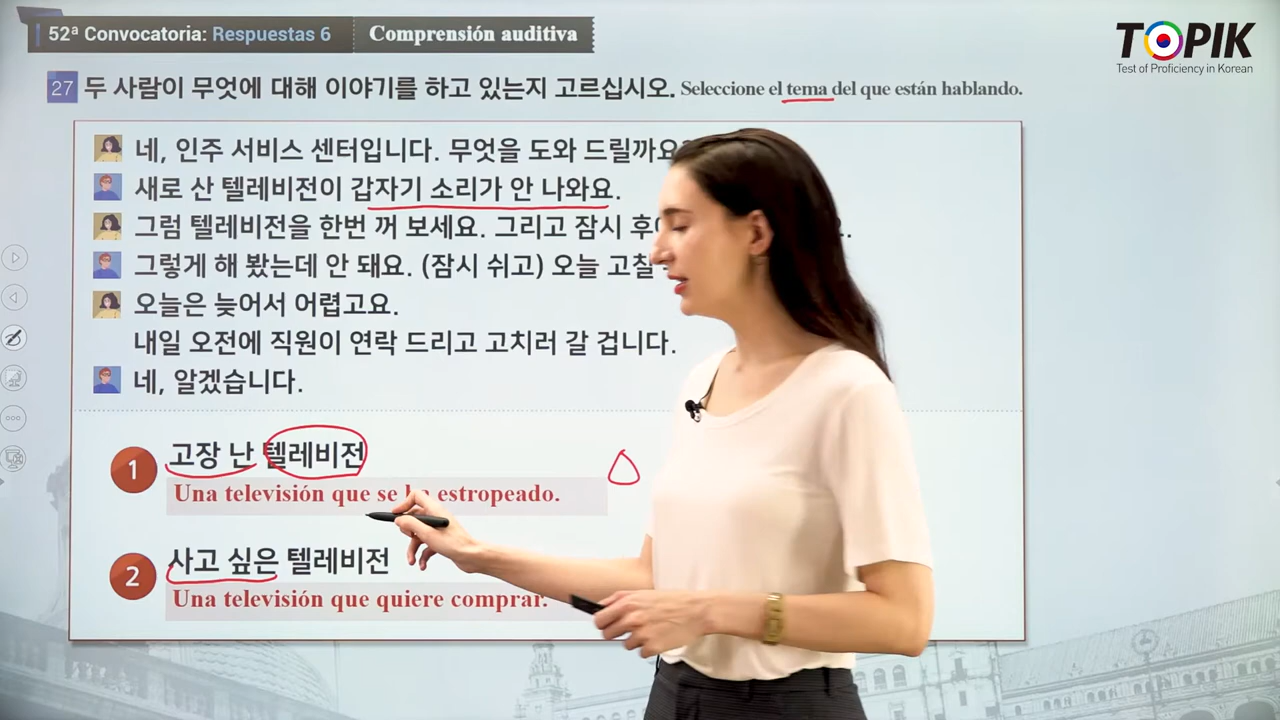 52ª Convocatoria: Respuestas 6 Comprensión auditiva
TOPIK
Test of Proficiency in Korean
27 두 사람이 무엇에 대해 이야기를 하고 있는지 고르십시오. Seleccione el tema del que están hablando.
네, 인주 서비스 센터입니다. 무엇을 도와 드릴까요
새로 산 텔레비전이 갑자기 소리가 안 나와요.
그럼 텔레비전을 한번 꺼 보세요. 그리고 잠시
그렇게 해 봤는데 안 돼요. (잠시 쉬고) 오늘
오늘은 늦어서 어렵고요.
내일 오전에 직원이 연락 드리고 고치러 갈 겁니다.
네, 알겠습니다.
1 고장 난 텔레비전
Una televisión que se estropeado.
2 사고 싶은 텔레비전
Una televisión que quiere comprar.